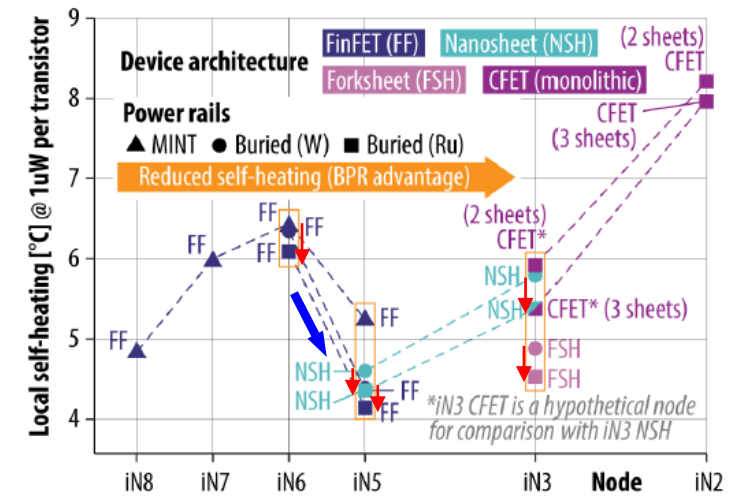 Local self-heating [°C] @ 1uW per transistor
9
8
7
6
5
4
Device architecture
FinFET (FF)
Nanosheet (NSH)
Forksheet (FSH)
CFET (monolithic)
Power rails
MINT
Buried (W)
Buried (Ru)
Reduced self-heating (BPR advantage)
(2 sheets)
CFET
CFET
(3 sheets)
FF
FF
FF
FF
FF
FF
NSH
NSH
FF
FF
(2 sheets)
CFET*
NSH
NSH
CFET* (3 sheets)
FSH
FSH
*iN3 CFET is a hypothetical node
for comparison with iN3 NSH
iN8
iN7
iN6
iN5
iN3
Node
iN2